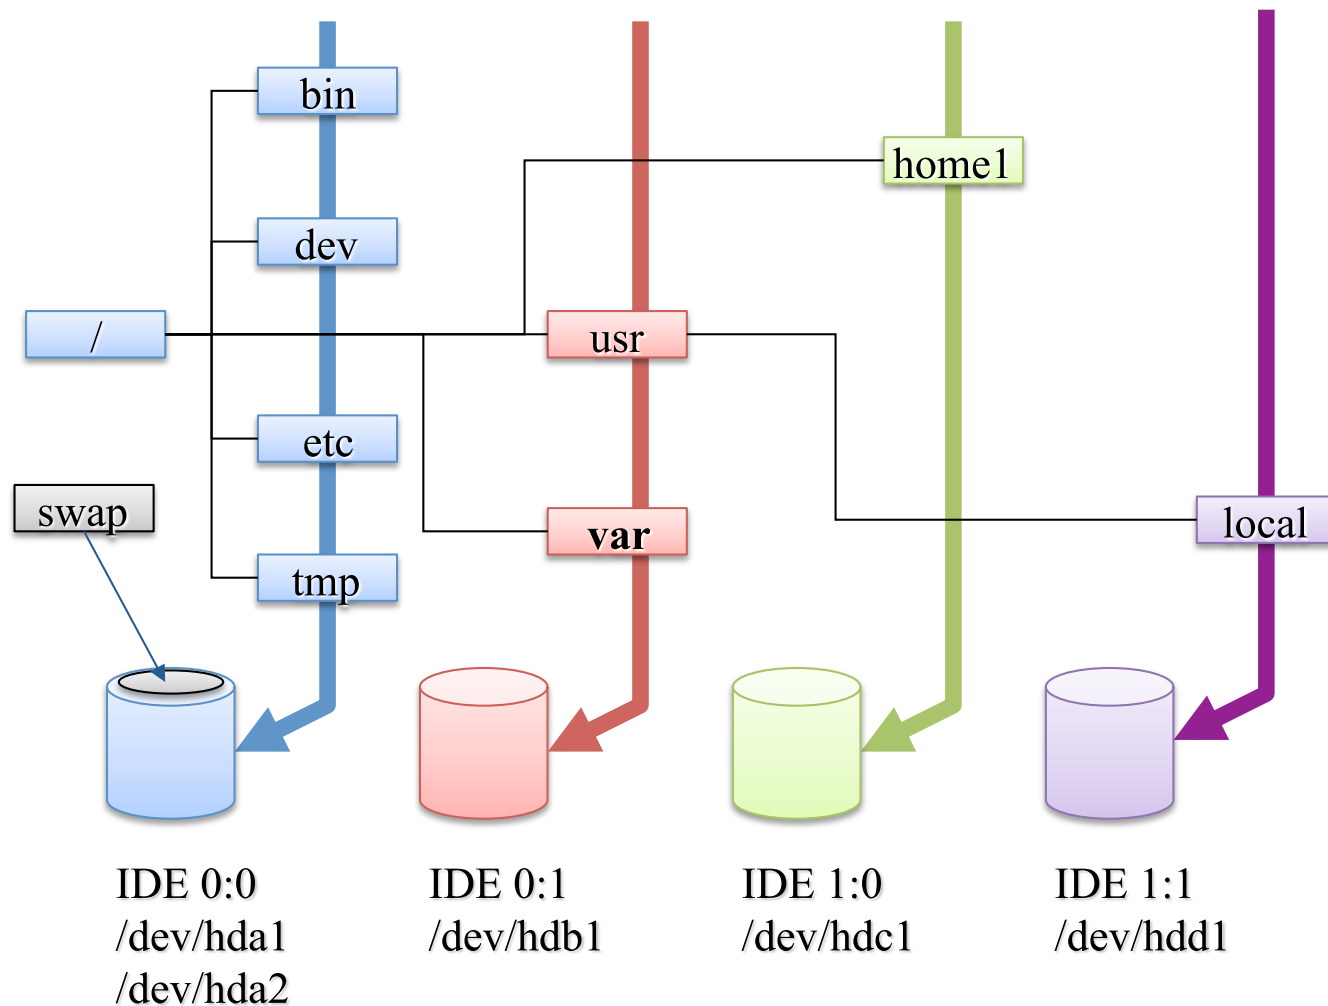 bin
home1
dev
/
usr
etc
swap
var
local
tmp
IDE 0:0
/dev/hda1
/dev/hda2
IDE 0:1
/dev/hdb1
IDE 1:0
/dev/hdc1
IDE 1:1
/dev/hdd1